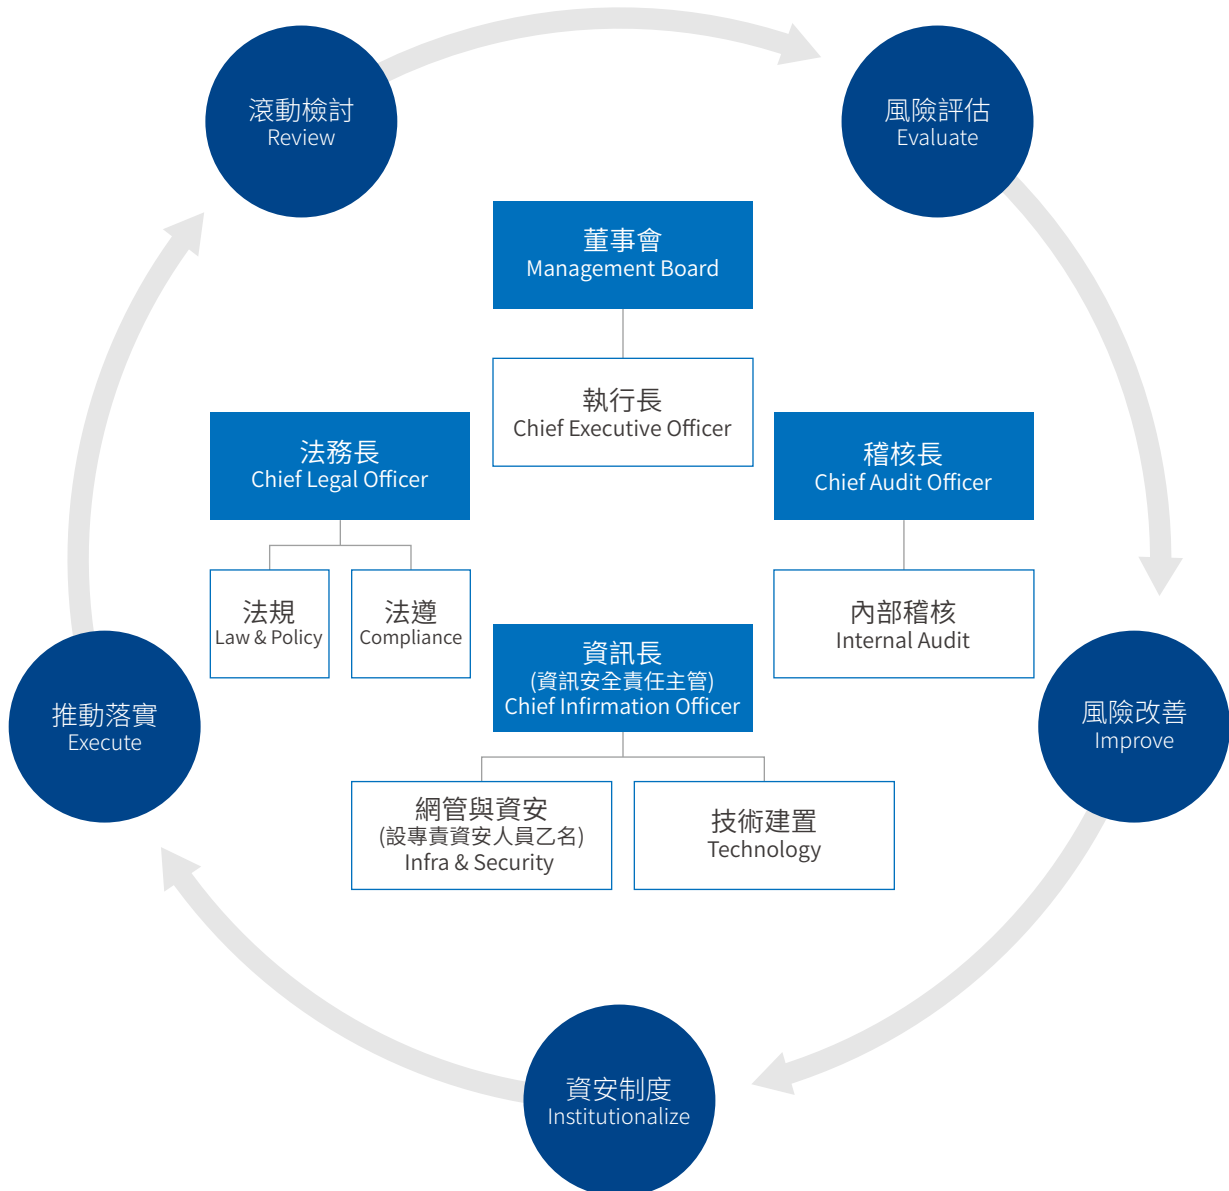 滾動檢討
Review
風險評估
Evaluate
董事會
Management Board
執行長
Chief Executive Officer
法務長
Chief Legal Officer
稽核長
Chief Audit Officer
法規
Law & Policy
法遵
Compliance
內部稽核
Internal Audit
資訊長
(資訊安全責任主管)
Chief Infirmation Officer
推動落實
Execute
風險改善
Improve
網管與資安
(設專責資安人員乙名)
Infra & Security
技術建置
Technology
資安制度
Institutionalize